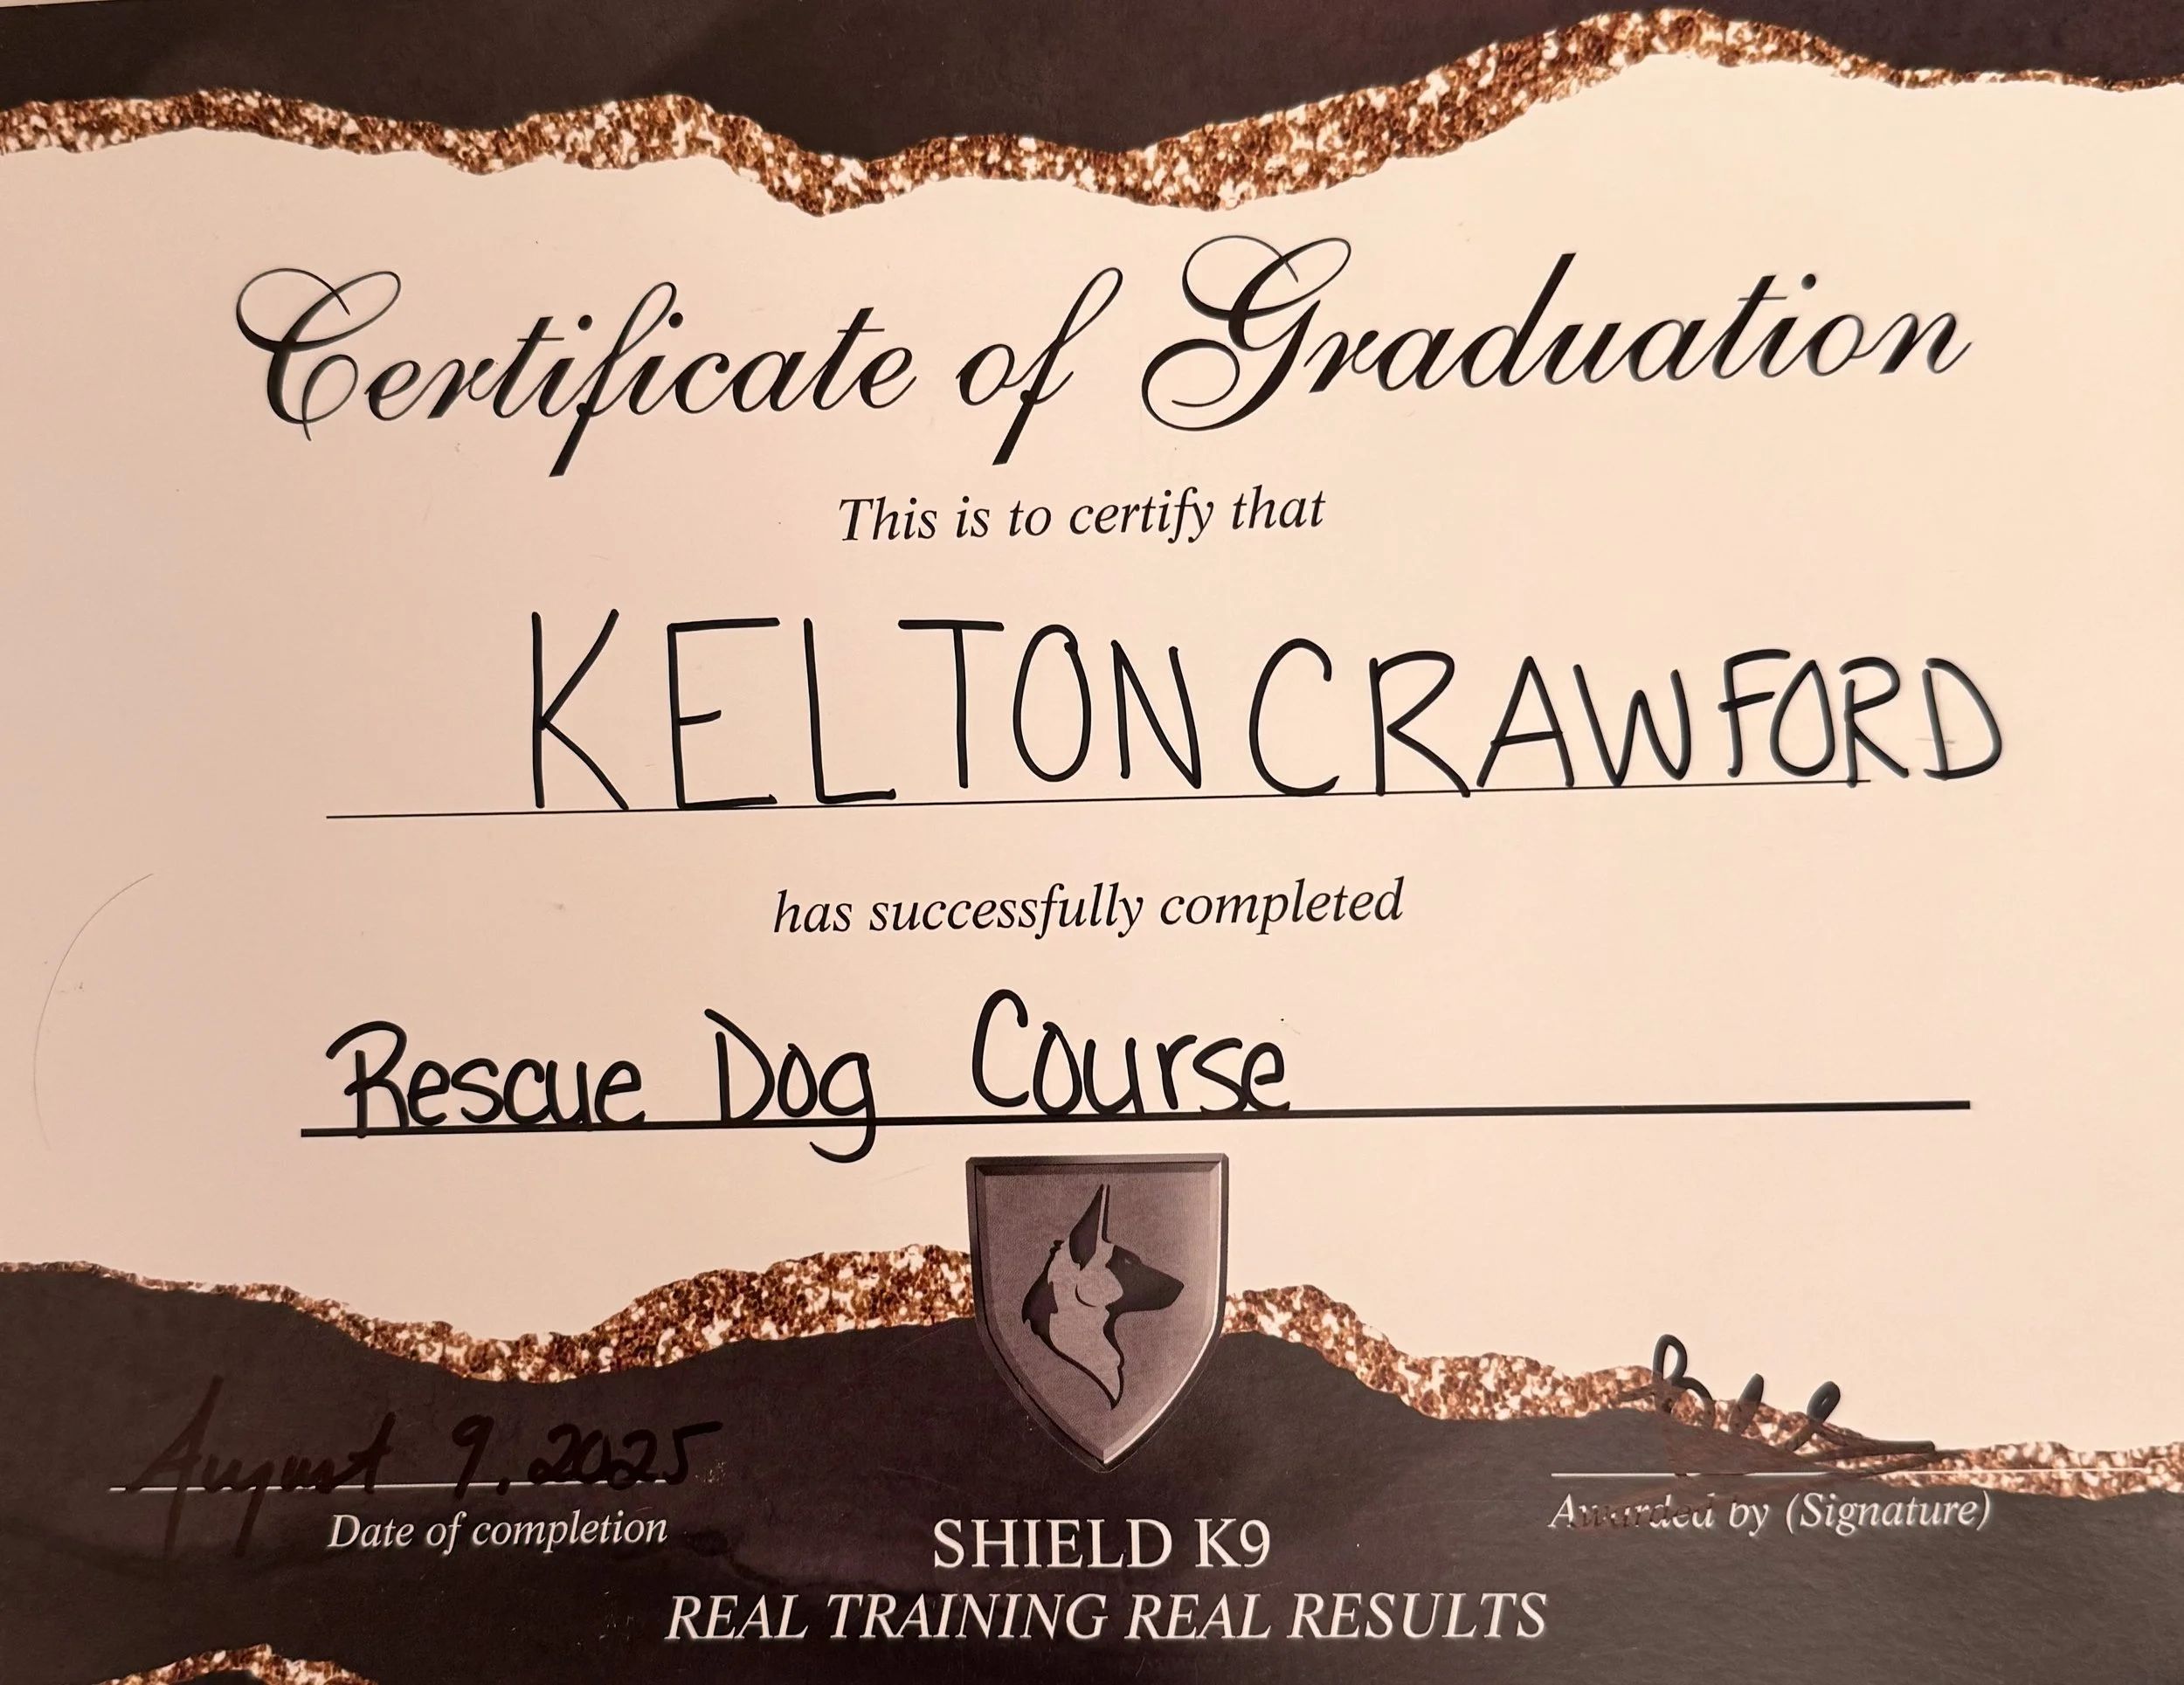 Certificate of Graduation
This is to certify that
KELTON CRAWFORD
has successfully completed
Rescue Dog Course
August 9, 2025
Date of completion
Awarded by (Signature)
SHIELD K9
REAL TRAINING REAL RESULTS